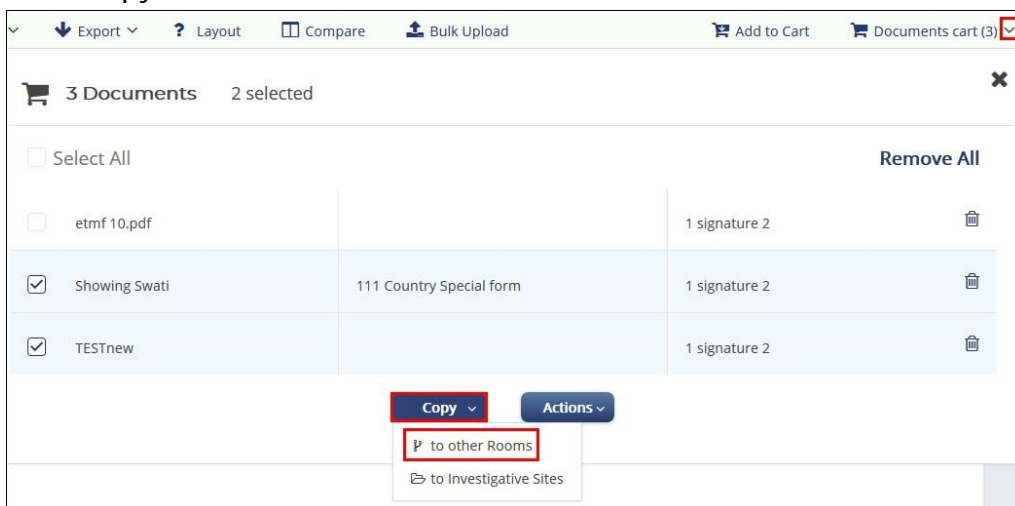 Export ? Layout Compare Bulk Upload Add to Cart Documents cart (3)
3 Documents 2 selected
Select All Remove All
etmf 10.pdf 1 signature 2
Showing Swati 111 Country Special form 1 signature 2
TESTnew 1 signature 2
Copy Actions
to other Rooms
to Investigative Sites